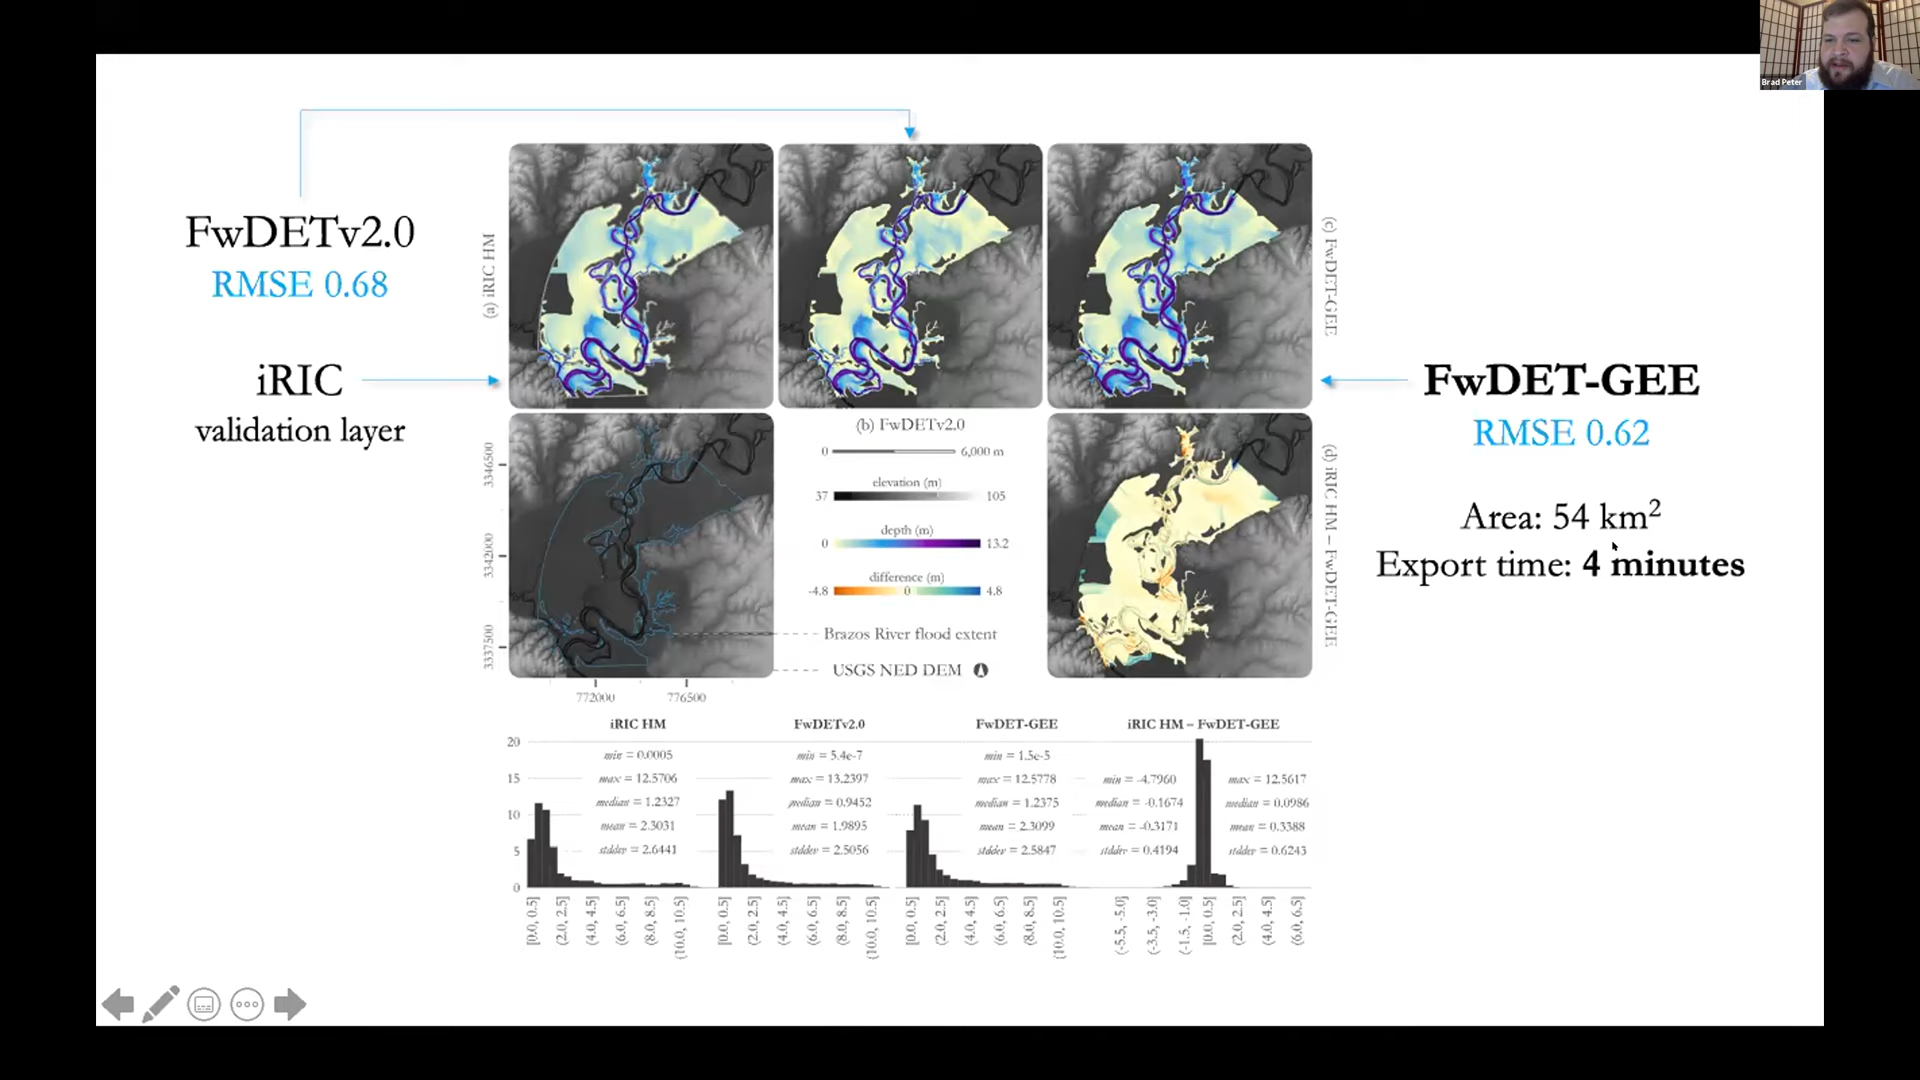 Brad Peter
FwDETv2.0
RMSE 0.68
iRIC
validation layer
(a) iRIC HM
(c) FwDET-GEE
FwDET-GEE
RMSE 0.62
Area: 54 km²
Export time: 4 minutes
(b) FwDETv2.0
0 6,000 m
elevation (m)
37 105
depth (m)
0 13.2
difference (m)
-4.8 0 4.8
Brazos River flood extent
USGS NED DEM
(d) iRIC HM – FwDET-GEE
3346500
3342000
3337500
772000 776500
iRIC HM
min = 0.0005
max = 12.5706
median = 1.2327
mean = 2.3031
stddev = 2.6441
FwDETv2.0
min = 5.4e-7
max = 13.2397
median = 0.9452
mean = 1.9895
stddev = 2.5056
FwDET-GEE
min = 1.5e-5
max = 12.5778
median = 1.2375
mean = 2.3099
stddev = 2.5847
iRIC HM – FwDET-GEE
min = -4.7960
median = -0.1674
mean = -0.3171
stddev = 0.4194
max = 12.5617
median = 0.0986
mean = 0.3388
stddev = 0.6243
20
15
10
5
0
[0.0, 0.5] (2.0, 2.5] (4.0, 4.5] (6.0, 6.5] (8.0, 8.5] (10.0, 10.5]
[0.0, 0.5] (2.0, 2.5] (4.0, 4.5] (6.0, 6.5] (8.0, 8.5] (10.0, 10.5]
[0.0, 0.5] (2.0, 2.5] (4.0, 4.5] (6.0, 6.5] (8.0, 8.5] (10.0, 10.5]
(-5.5, -5.0] (-3.5, -3.0] (-1.5, -1.0] [0.0, 0.5] (2.0, 2.5] (4.0, 4.5] (6.0, 6.5]